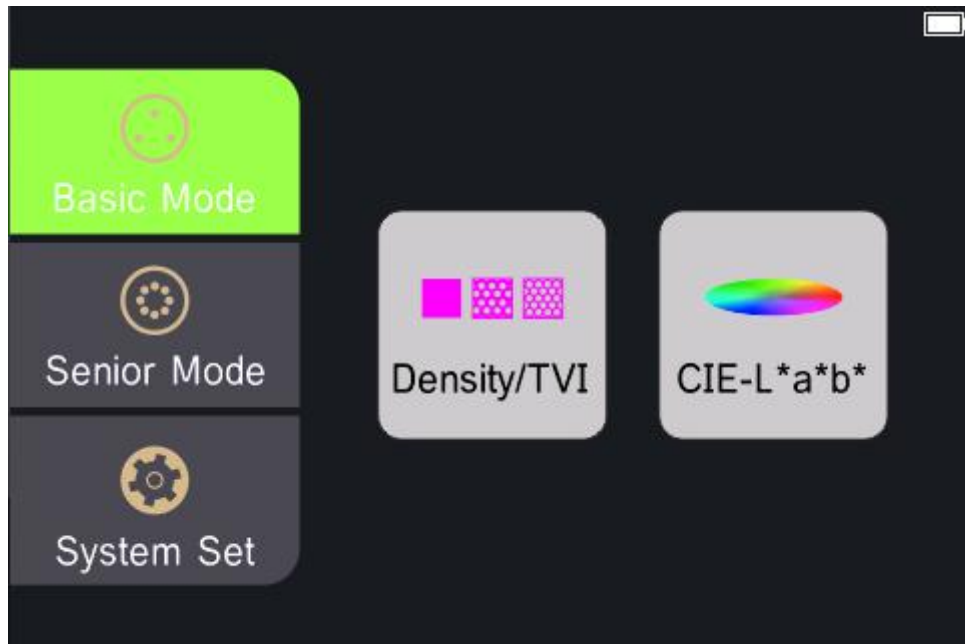 Basic Mode
Senior Mode
System Set
Density/TVI
CIE-L*a*b*